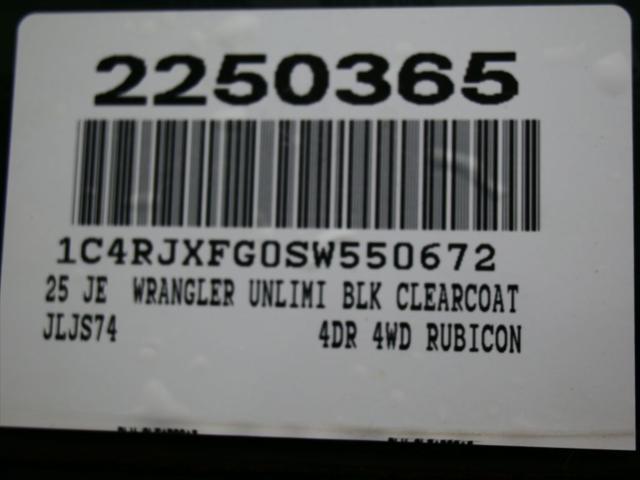 2250365
1C4RJXFG0SW550672
25 JE WRANGLER UNLIMI BLK CLEARCOAT
JLJS74 4DR 4WD RUBICON